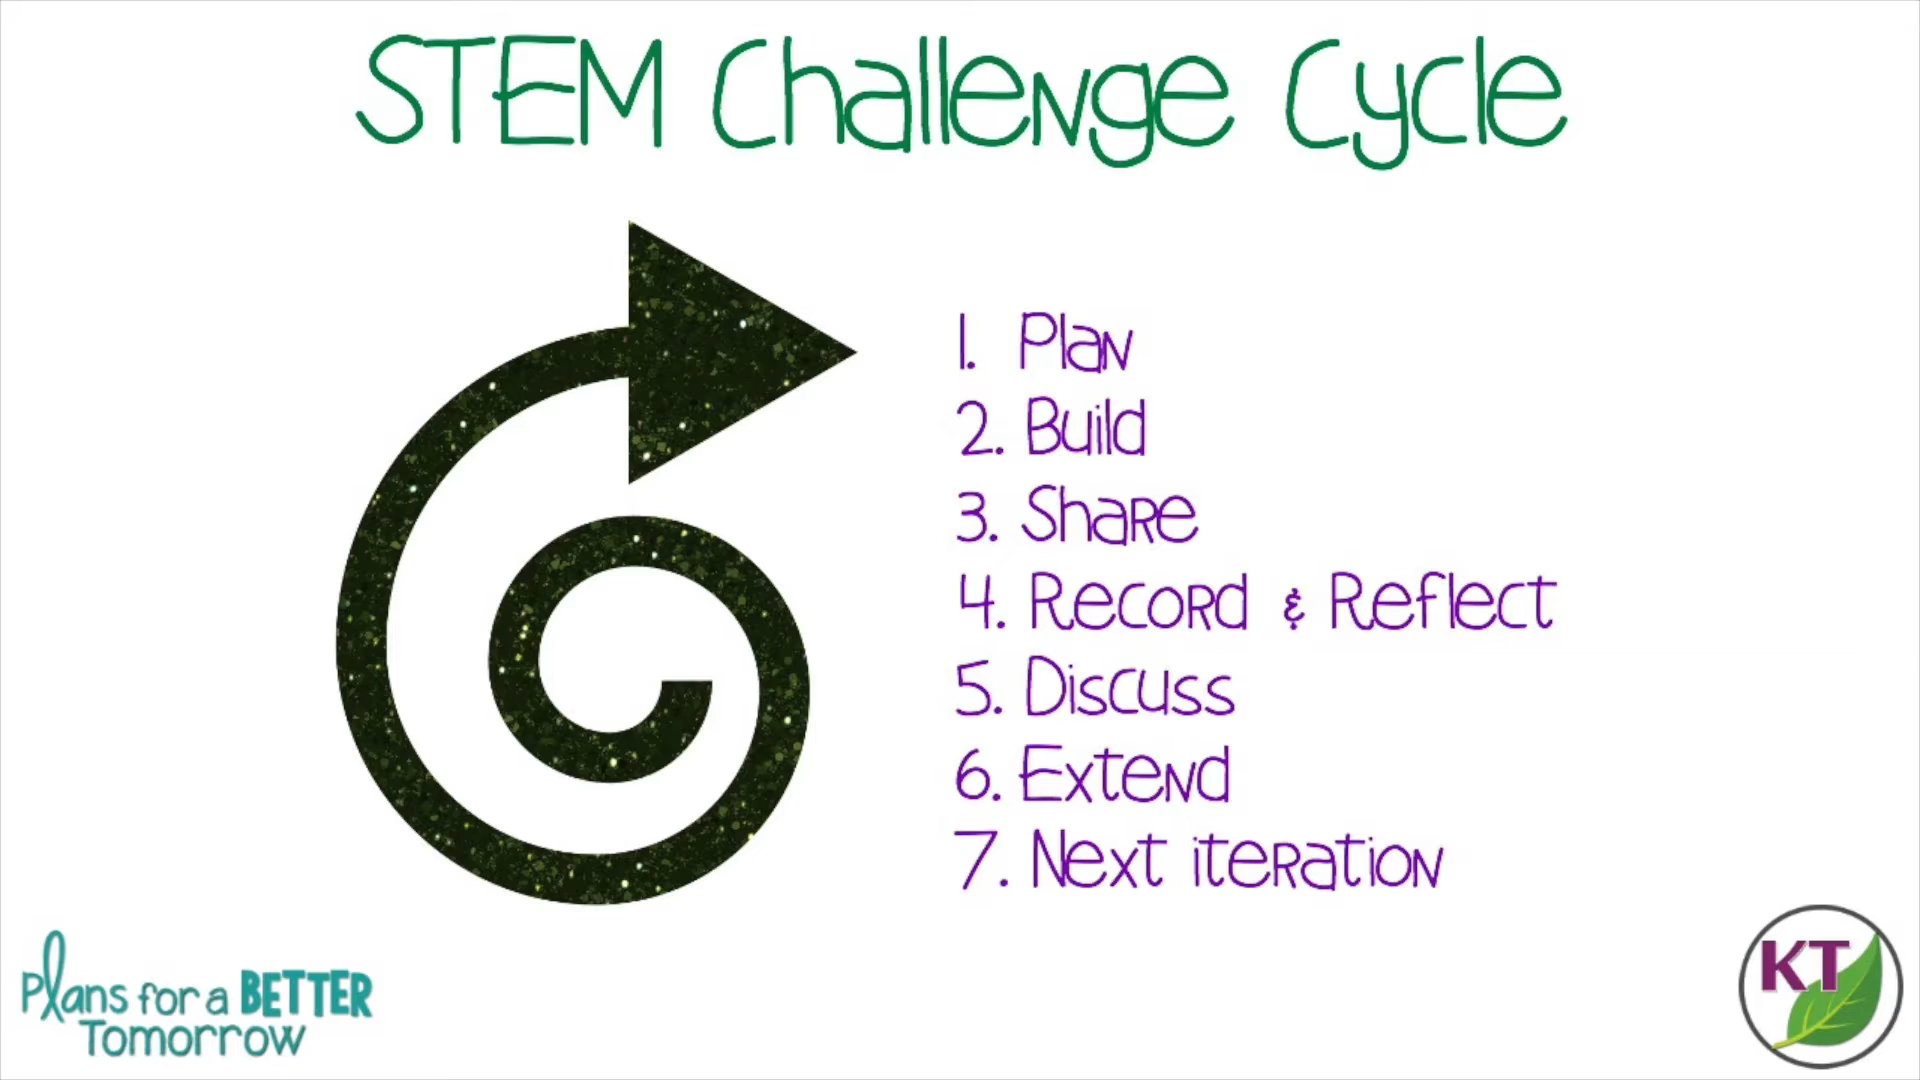 STEM Challenge Cycle
1. Plan
2. Build
3. Share
4. Record & Reflect
5. Discuss
6. Extend
7. Next iteration
Plans for a BETTER
Tomorrow
KT